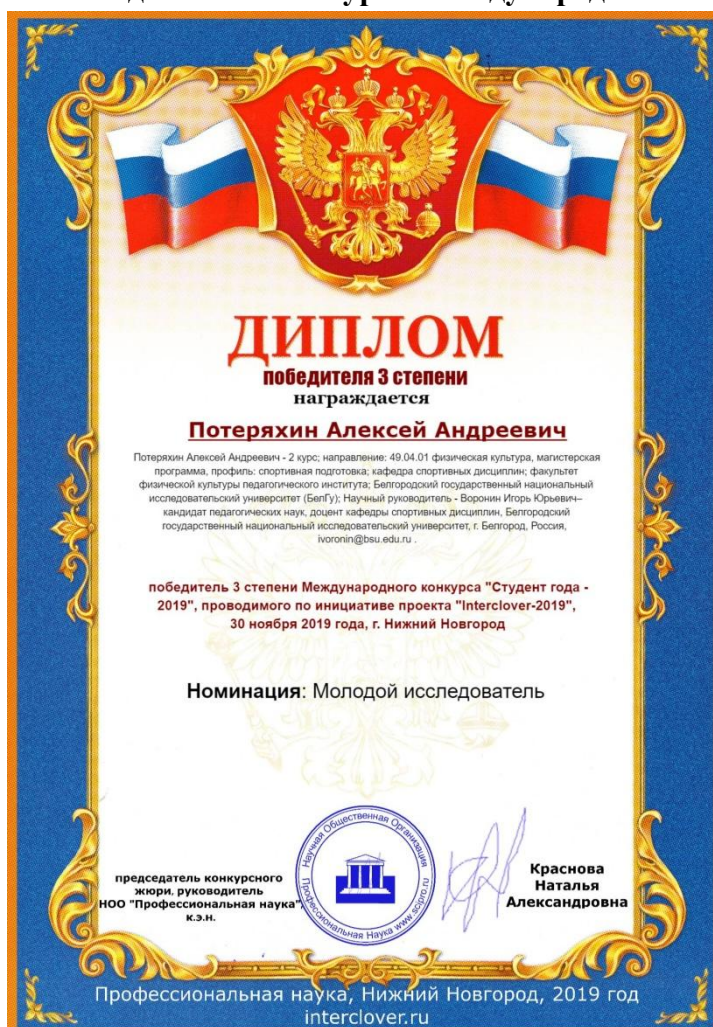 ДИПЛОМ
победителя 3 степени
награждается
Потеряхин Алексей Андреевич
Потеряхин Алексей Андреевич - 2 курс; направление: 49.04.01 физическая культура, магистерская
программа, профиль: спортивная подготовка; кафедра спортивных дисциплин; факультет
физической культуры педагогического института; Белгородский государственный национальный
исследовательский университет (БелГу); Научный руководитель - Воронин Игорь Юрьевич–
кандидат педагогических наук, доцент кафедры спортивных дисциплин, Белгородский
государственный национальный исследовательский университет, г. Белгород, Россия,
ivoronin@bsu.edu.ru .
победитель 3 степени Международного конкурса "Студент года -
2019", проводимого по инициативе проекта "Interclover-2019",
30 ноября 2019 года, г. Нижний Новгород
Номинация: Молодой исследователь
председатель конкурсного
жюри, руководитель
НОО "Профессиональная наука",
к.э.н.
Научная Общественная Организация
Профессиональная Наука www.scipro.ru
Краснова
Наталья
Александровна
Профессиональная наука, Нижний Новгород, 2019 год
interclover.ru